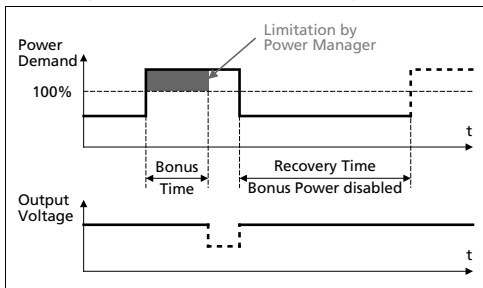 Limitation by
Power Manager
Power
Demand
100%
t
Bonus
Time
Recovery Time
Bonus Power disabled
Output
Voltage
t